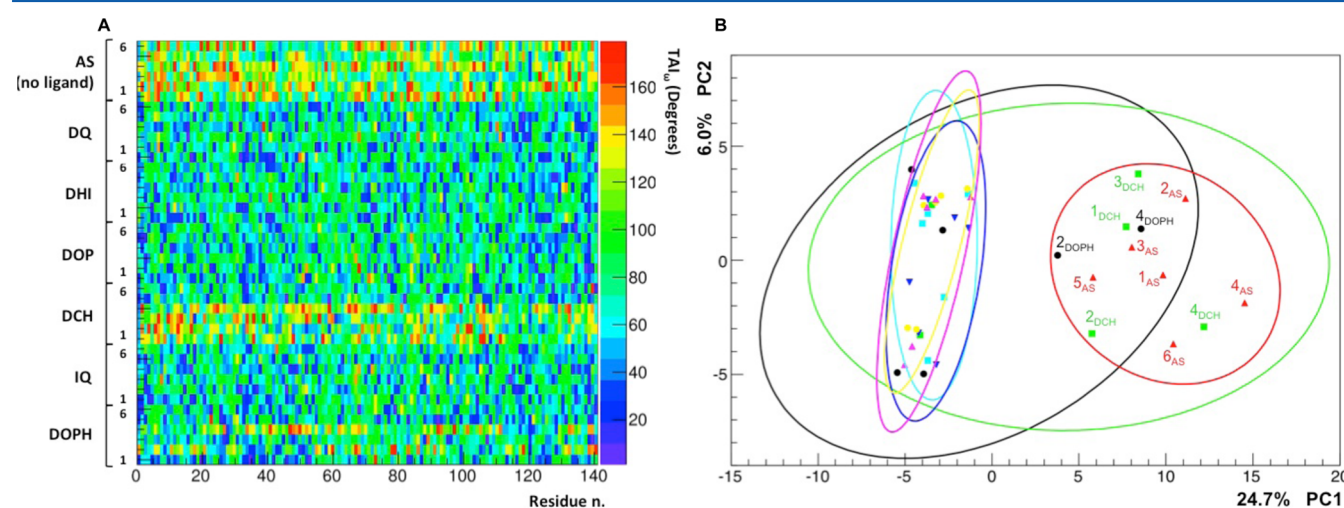 A
AS
(no ligand)
6
1
DQ
6
1
DHI
6
1
DOP
6
1
DCH
6
1
IQ
6
1
DOPH
6
1
0 20 40 60 80 100 120 140
Residue n.
160
140
120
100
80
60
40
20
TAIω (Degrees)
B
6.0% PC2
5
0
-5
3DCH
2AS
1DCH
4DOPH
2DOPH
3AS
5AS
1AS
4AS
2DCH
4DCH
6AS
-15 -10 -5 0 5 10 15 20
24.7% PC1